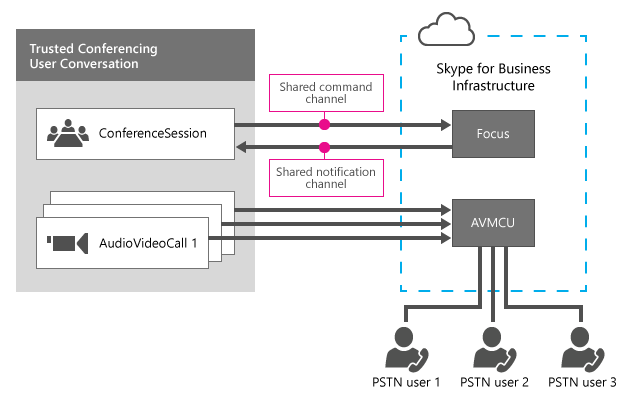 Trusted Conferencing
User Conversation
Skype for Business
Infrastructure
Shared command
channel
ConferenceSession
Focus
Shared notification
channel
AudioVideoCall 1
AVMCU
PSTN user 1
PSTN user 2
PSTN user 3